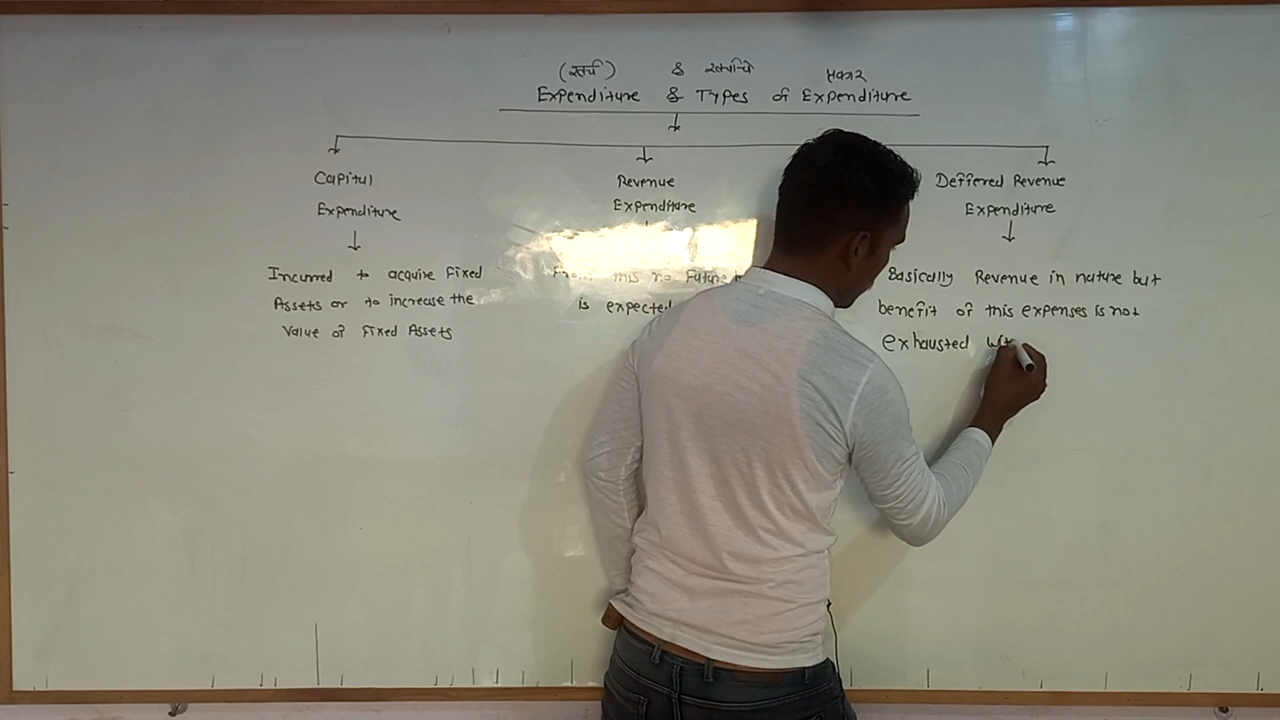 (खर्च) & खर्चाचे प्रकार
Expenditure & Types of Expenditure
Capital
Expenditure
Revenue
Expenditure
Deffered Revenue
Expenditure
Incurred to acquire Fixed
Assets or to increase the
Value of Fixed Assets
this no Future
is expected
Basically Revenue in nature but
benefit of this expenses is not
exhausted